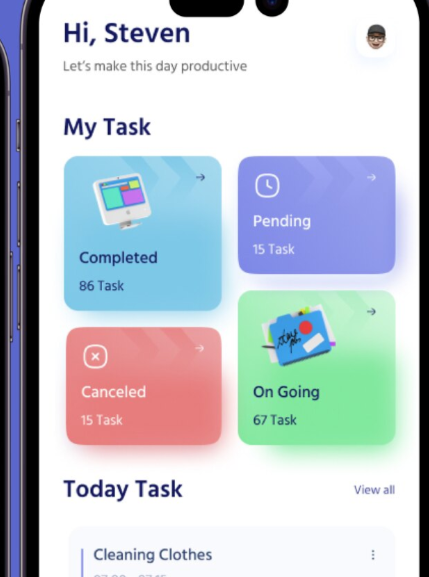 Hi, Steven
Let's make this day productive
My Task
Completed
86 Task
Pending
15 Task
Canceled
15 Task
On Going
67 Task
Today Task
View all
Cleaning Clothes